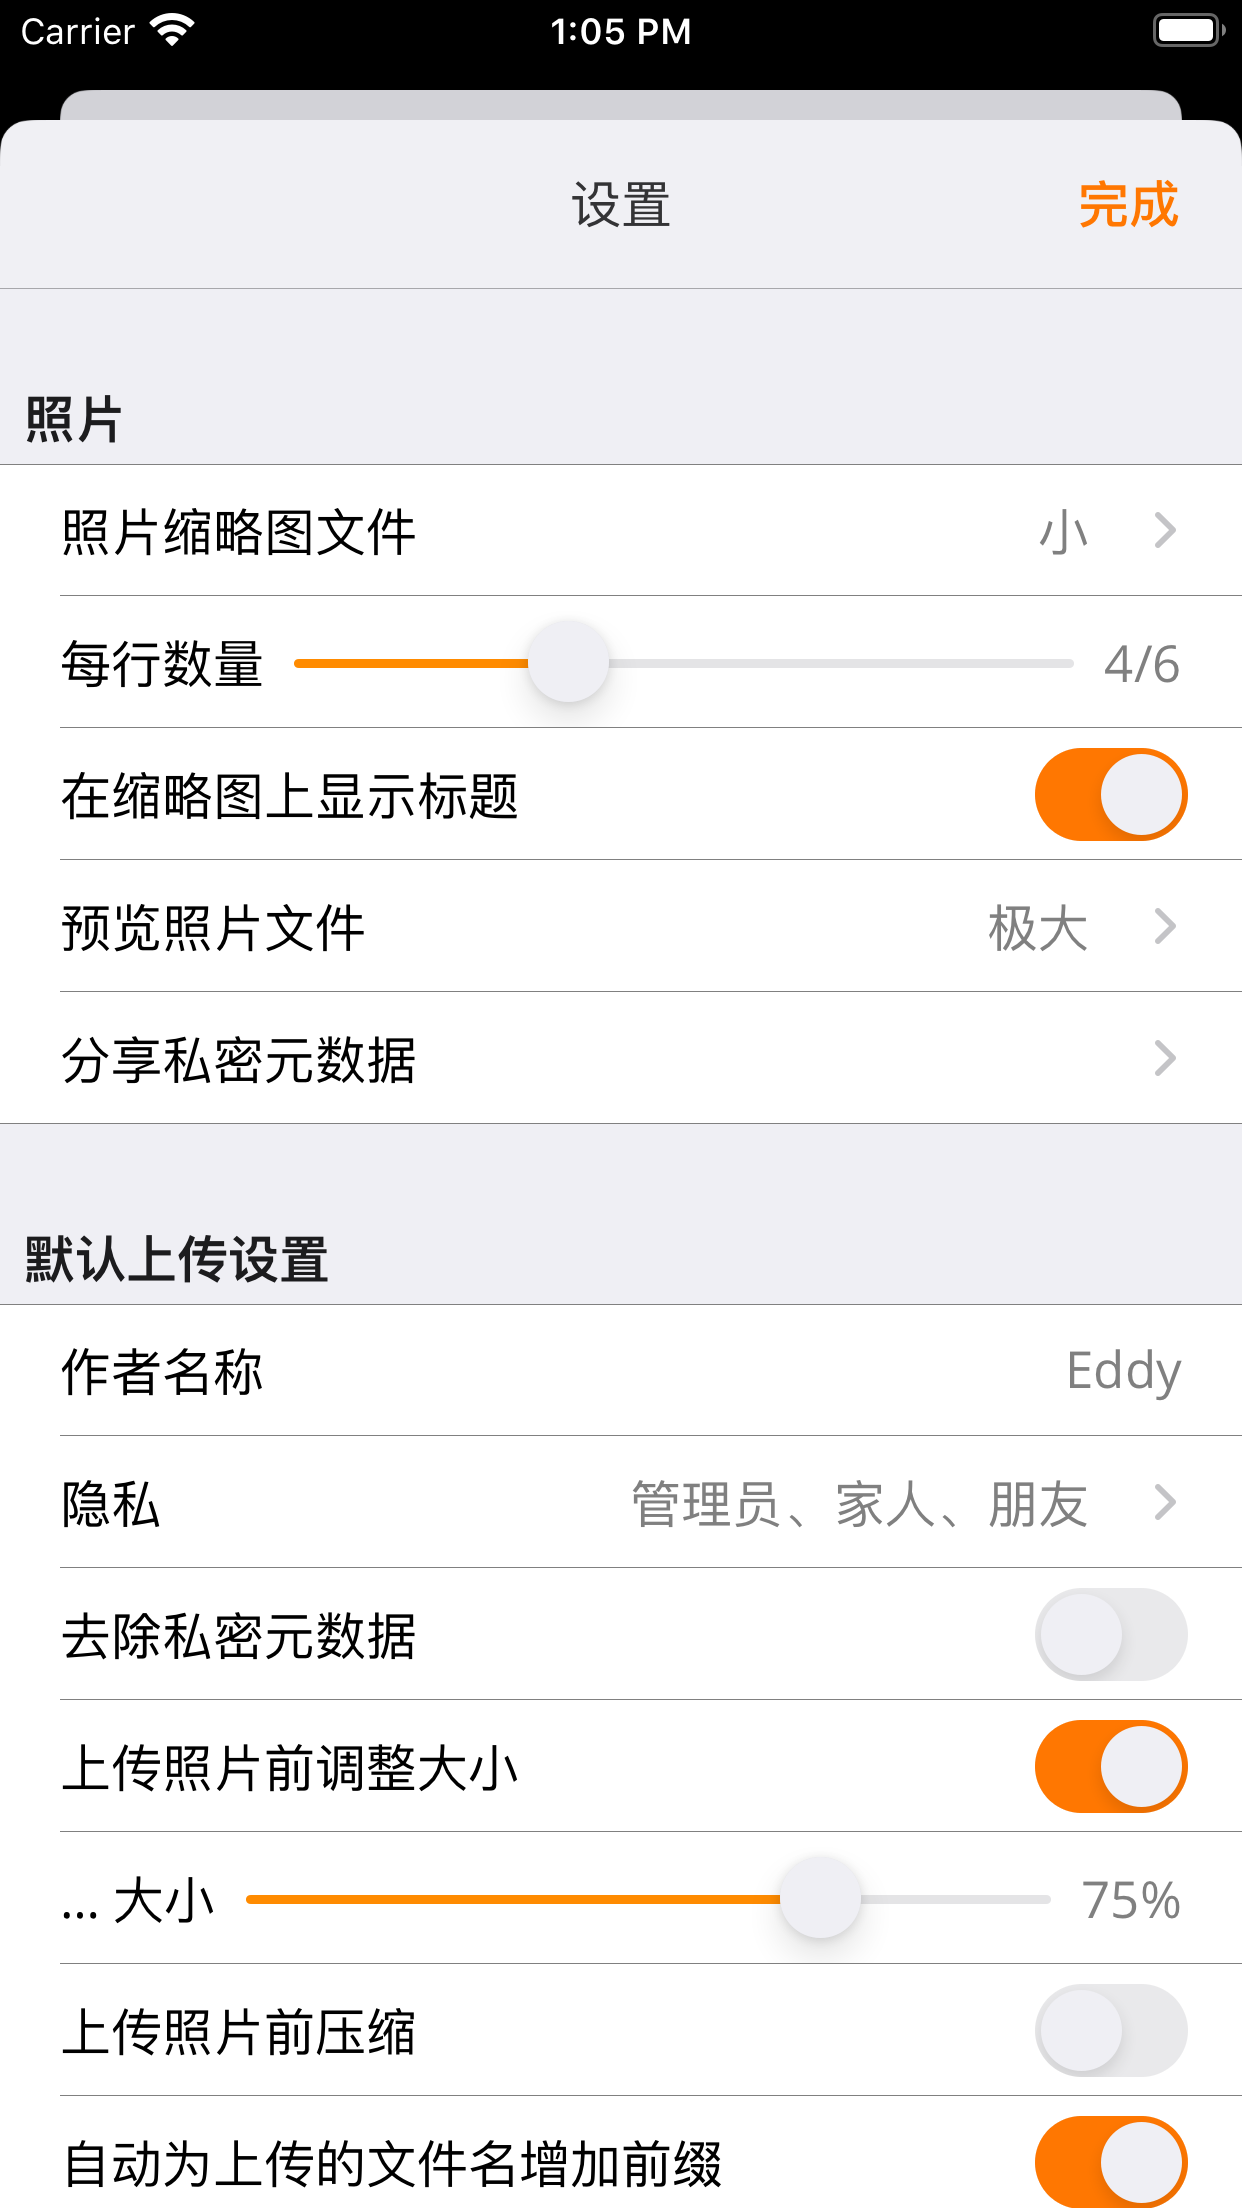 Carrier 1:05 PM
设置 完成
照片
照片缩略图文件 小
每行数量 4/6
在缩略图上显示标题
预览照片文件 极大
分享私密元数据
默认上传设置
作者名称 Eddy
隐私 管理员、家人、朋友
去除私密元数据
上传照片前调整大小
... 大小 75%
上传照片前压缩
自动为上传的文件名增加前缀